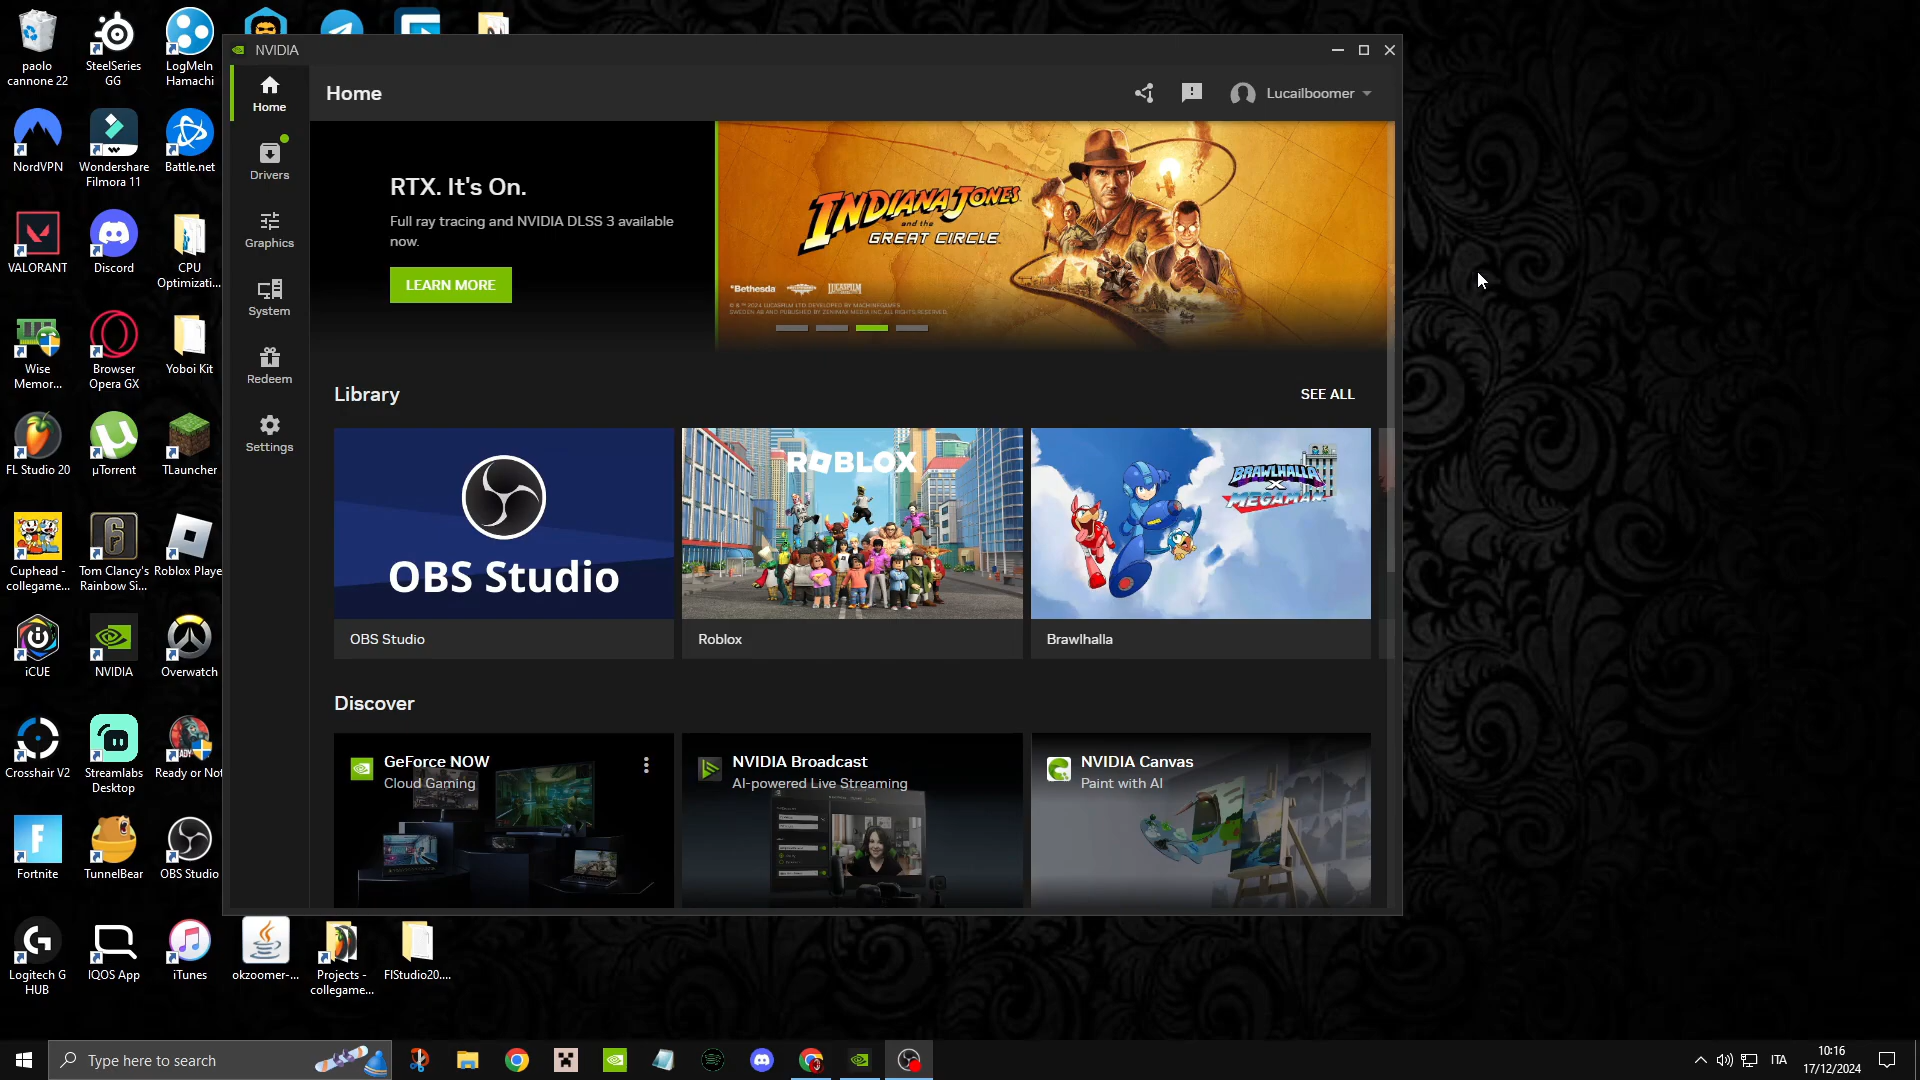 paolo
cannone 22
SteelSeries
GG
LogMeIn
Hamachi
NordVPN
Wondershare
Filmora 11
Battle.net
VALORANT
Discord
CPU
Optimizati...
Wise
Memor...
Browser
Opera GX
Yoboi Kit
FL Studio 20
µTorrent
TLauncher
Cuphead -
collegame...
Tom Clancy's
Rainbow Si...
Roblox Playe
iCUE
NVIDIA
Overwatch
Crosshair V2
Streamlabs
Desktop
Ready or Not
Fortnite
TunnelBear
OBS Studio
Logitech G
HUB
IQOS App
iTunes
okzoomer-...
Projects -
collegame...
FlStudio20....
NVIDIA
Home
Drivers
Graphics
System
Redeem
Settings
Home
Lucailboomer
RTX. It's On.
Full ray tracing and NVIDIA DLSS 3 available
now.
LEARN MORE
INDIANA JONES
and the
GREAT CIRCLE
Bethesda
LUCASFILM
Library
SEE ALL
OBS Studio
OBS Studio
ROBLOX
Roblox
BRAWLHALLA
X
MEGAMAN
Brawlhalla
Discover
GeForce NOW
Cloud Gaming
NVIDIA Broadcast
AI-powered Live Streaming
NVIDIA Canvas
Paint with AI
Type here to search
ITA
10:16
17/12/2024